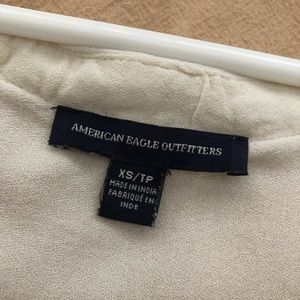 AMERICAN EAGLE OUTFITTERS
XS/TP
MADE IN INDIA
FABRIQUÉ EN
INDE